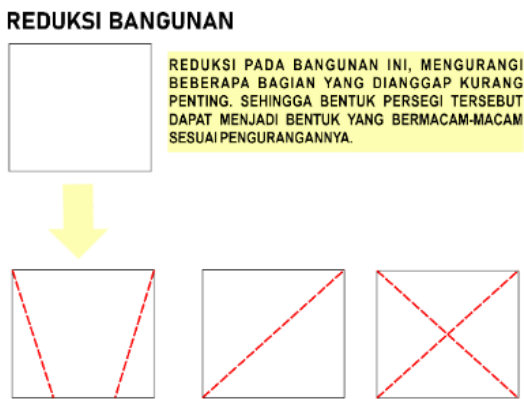 REDUKSI BANGUNAN
REDUKSI PADA BANGUNAN INI, MENGURANGI
BEBERAPA BAGIAN YANG DIANGGAP KURANG
PENTING. SEHINGGA BENTUK PERSEGI TERSEBUT
DAPAT MENJADI BENTUK YANG BERMACAM-MACAM
SESUAI PENGURANGANNYA.